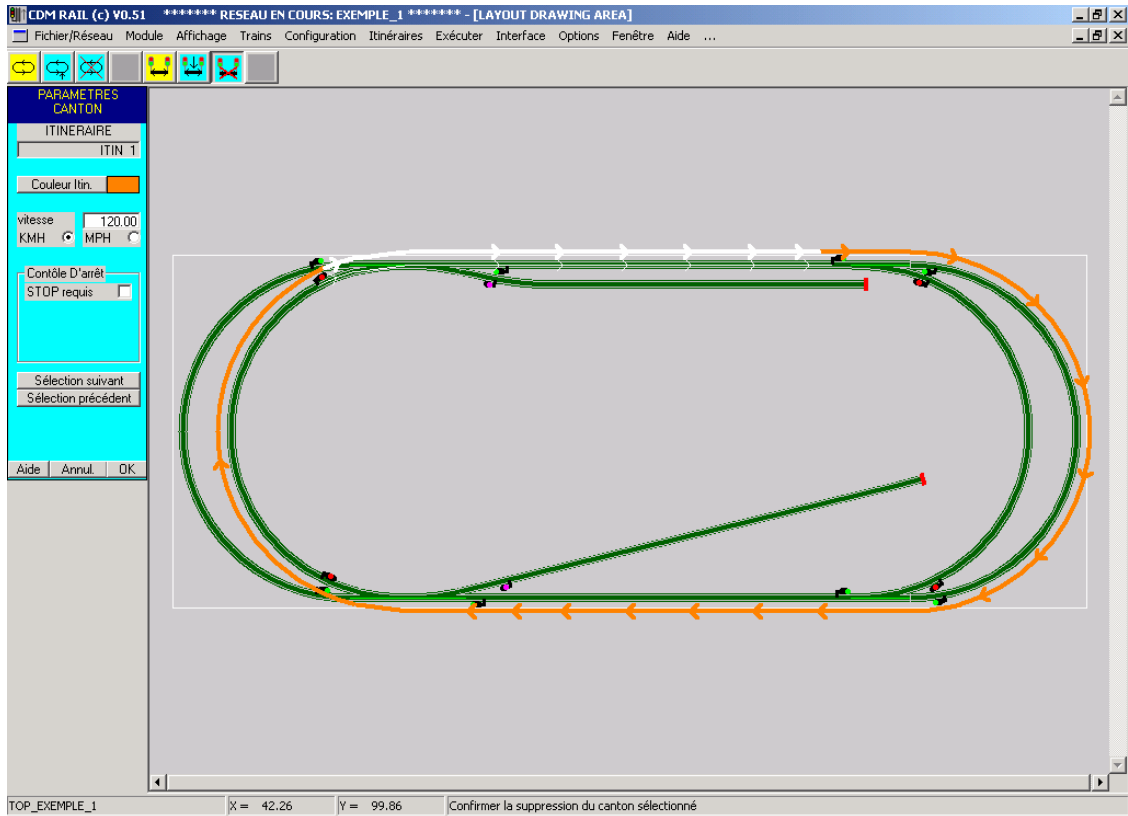 CDM RAIL (c) V0.51 ******* RESEAU EN COURS: EXEMPLE_1 ******* - [LAYOUT DRAWING AREA]
Fichier/Réseau Module Affichage Trains Configuration Itinéraires Exécuter Interface Options Fenêtre Aide ...
PARAMETRES
CANTON
ITINERAIRE
ITIN 1
Couleur Itin.
vitesse 120.00
KMH MPH
Contôle D'arrêt
STOP requis
Sélection suivant
Sélection précédent
Aide Annul. OK
TOP_EXEMPLE_1 X = 42.26 Y = 99.86 Confirmer la suppression du canton sélectionné